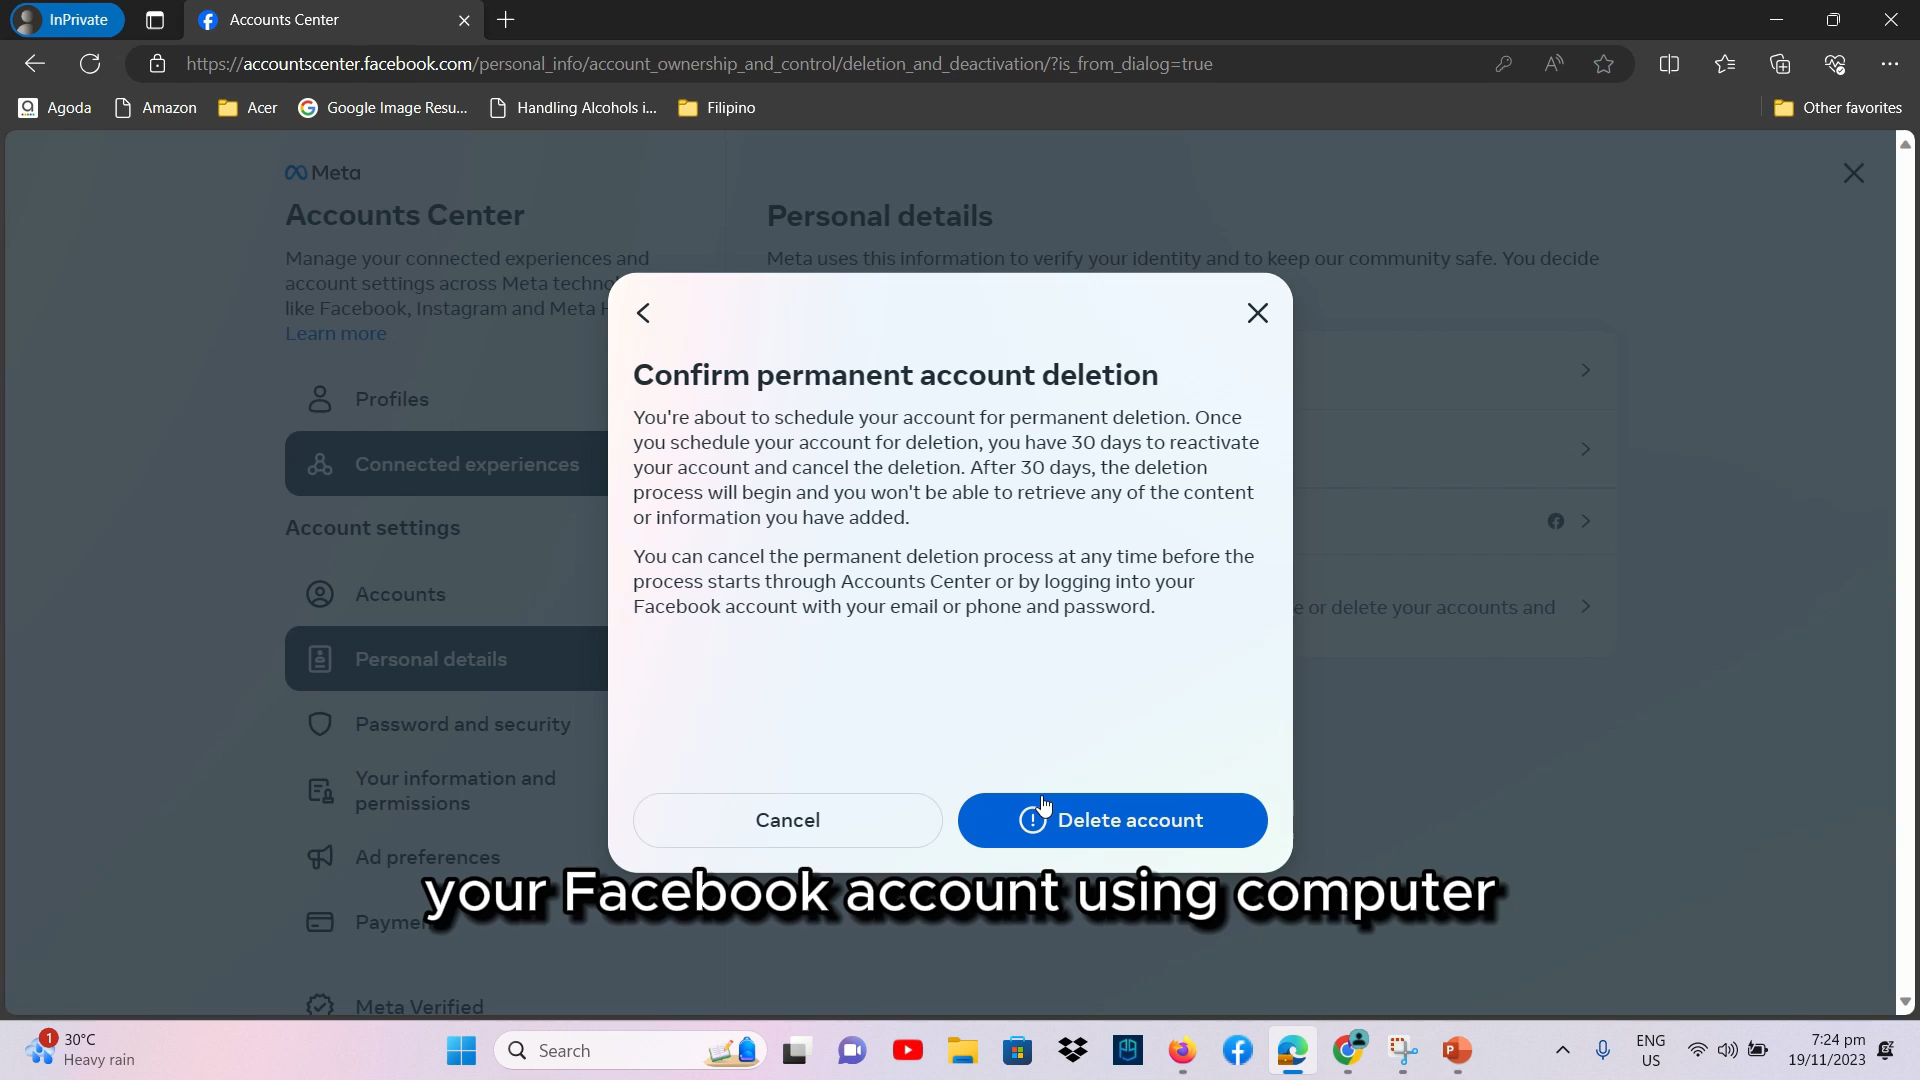 InPrivate
Accounts Center
https://accountscenter.facebook.com/personal_info/account_ownership_and_control/deletion_and_deactivation/?is_from_dialog=true
Agoda
Amazon
Acer
Google Image Resu...
Handling Alcohols i...
Filipino
Other favorites
Meta
Accounts Center
Manage your connected experiences and
account settings across Meta techno
like Facebook, Instagram and Meta H
Learn more
Profiles
Connected experiences
Account settings
Accounts
Personal details
Password and security
Your information and
permissions
Ad preferences
Payme
Meta Verified
Personal details
Meta uses this information to verify your identity and to keep our community safe. You decide
e or delete your accounts and
Confirm permanent account deletion
You're about to schedule your account for permanent deletion. Once
you schedule your account for deletion, you have 30 days to reactivate
your account and cancel the deletion. After 30 days, the deletion
process will begin and you won't be able to retrieve any of the content
or information you have added.
You can cancel the permanent deletion process at any time before the
process starts through Accounts Center or by logging into your
Facebook account with your email or phone and password.
Cancel
Delete account
your Facebook account using computer
1
30°C
Heavy rain
Search
ENG
US
7:24 pm
19/11/2023